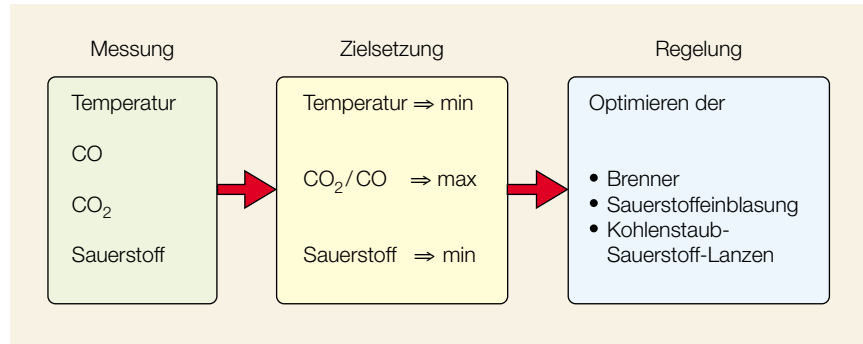 Messung
Temperatur
CO
CO₂
Sauerstoff
Zielsetzung
Temperatur ⇒ min
CO₂/CO ⇒ max
Sauerstoff ⇒ min
Regelung
Optimieren der
• Brenner
• Sauerstoffeinblasung
• Kohlenstaub-
Sauerstoff-Lanzen